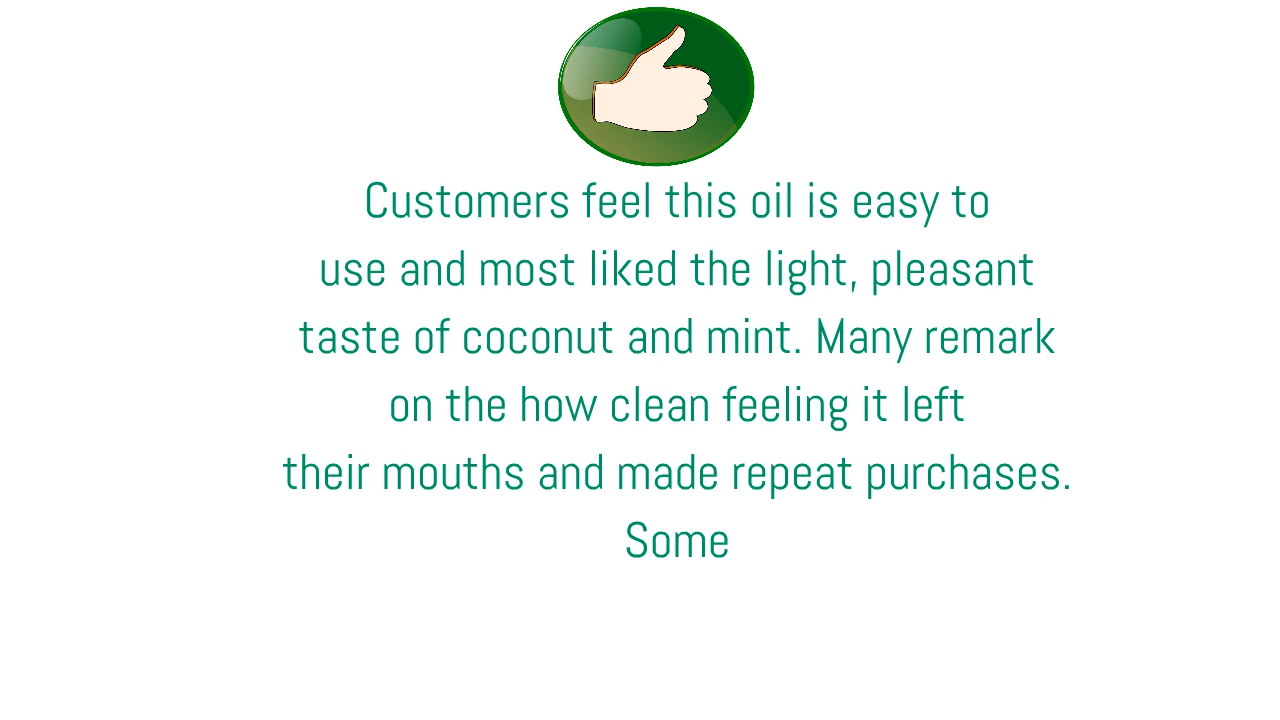 Customers feel this oil is easy to
use and most liked the light, pleasant
taste of coconut and mint. Many remark
on the how clean feeling it left
their mouths and made repeat purchases.
Some